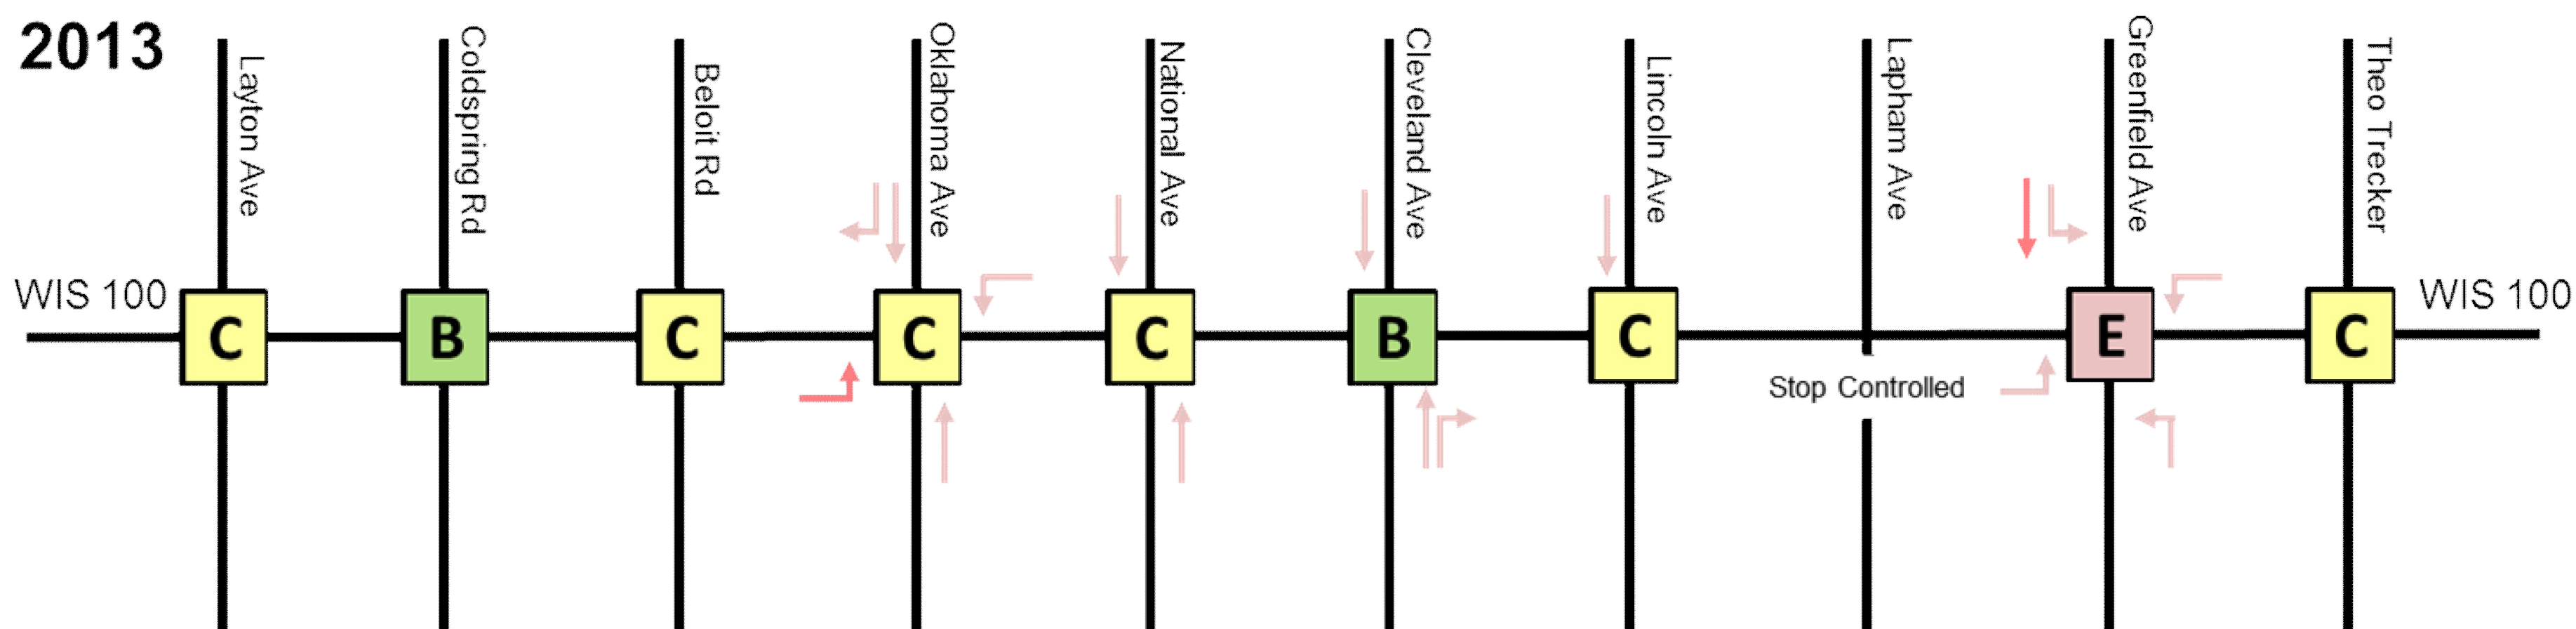 2013
Layton Ave
Coldspring Rd
Beloit Rd
Oklahoma Ave
National Ave
Cleveland Ave
Lincoln Ave
Lapham Ave
Greenfield Ave
Theo Trecker
WIS 100
C
B
C
C
C
B
C
Stop Controlled
E
C
WIS 100